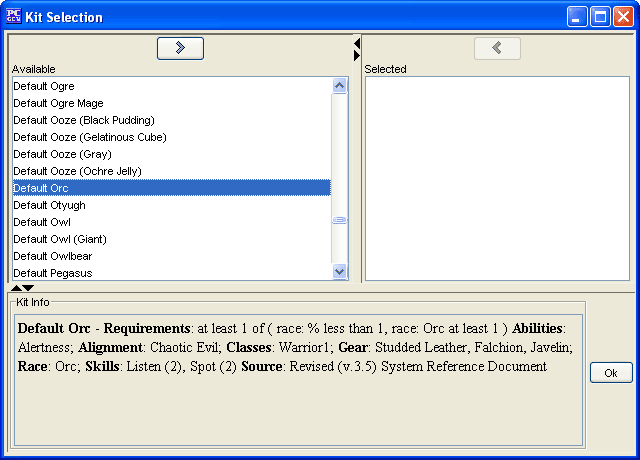 PC GEN Kit Selection
Available
Selected
Default Ogre
Default Ogre Mage
Default Ooze (Black Pudding)
Default Ooze (Gelatinous Cube)
Default Ooze (Gray)
Default Ooze (Ochre Jelly)
Default Orc
Default Otyugh
Default Owl
Default Owl (Giant)
Default Owlbear
Default Pegasus
Kit Info
Default Orc - Requirements: at least 1 of ( race: % less than 1, race: Orc at least 1 ) Abilities:
Alertness; Alignment: Chaotic Evil; Classes: Warrior1; Gear: Studded Leather, Falchion, Javelin;
Race: Orc; Skills: Listen (2), Spot (2) Source: Revised (v.3.5) System Reference Document
Ok